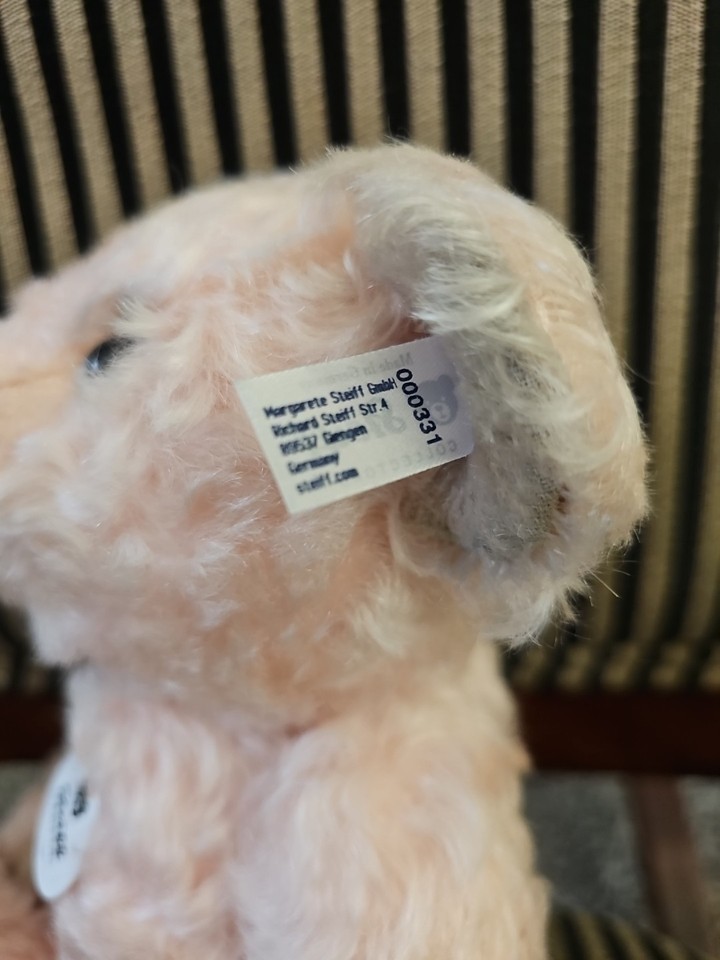 Margarete Steiff GmbH
Richard Steiff Str.4
89537 Giengen
Germany
steiff.com
000331